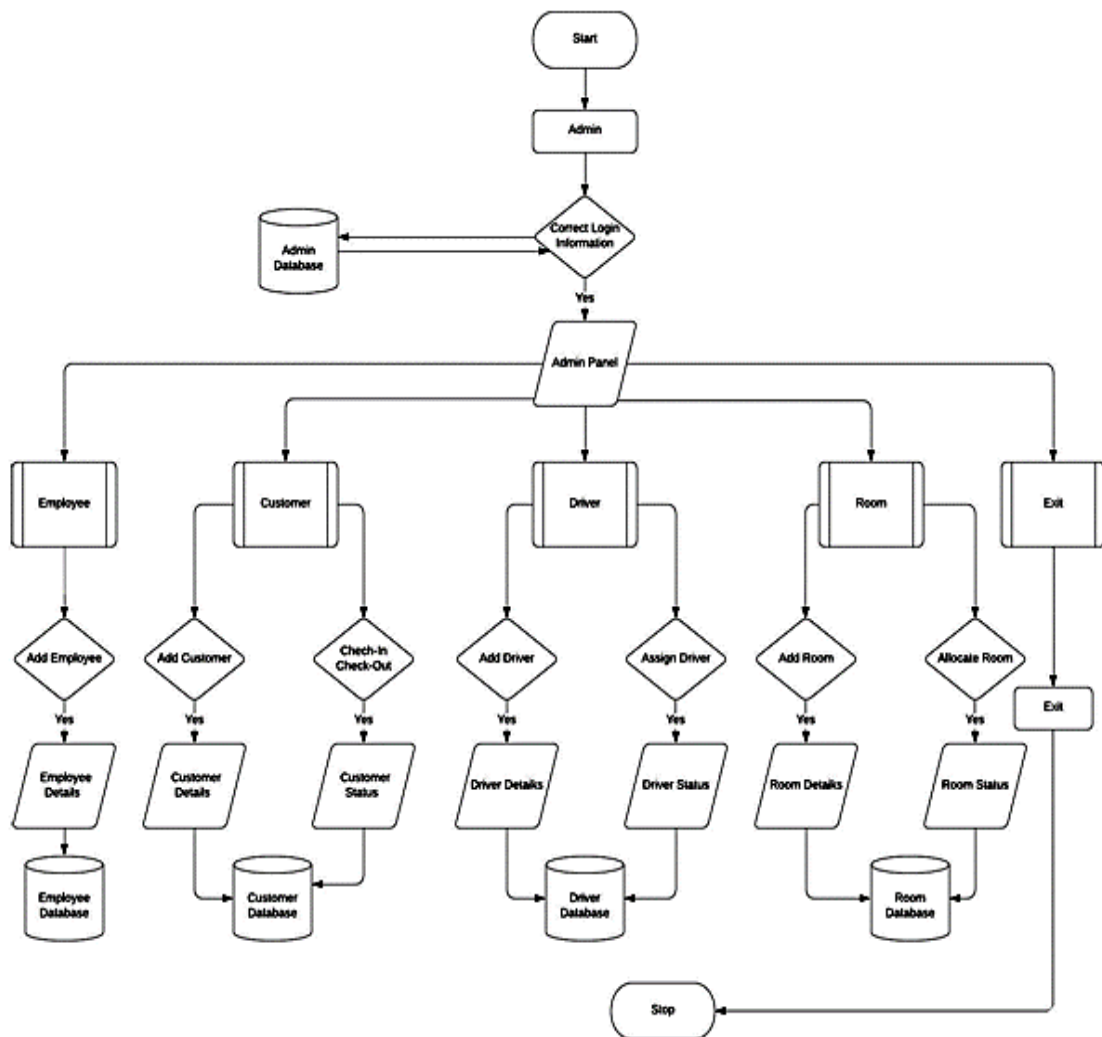 Start
Admin
Correct Login
Information
Admin
Database
Yes
Admin Panel
Employee
Customer
Driver
Room
Exit
Add Employee
Add Customer
Chech-In
Check-Out
Add Driver
Assign Driver
Add Room
Allocate Room
Exit
Yes
Yes
Yes
Yes
Yes
Yes
Yes
Employee
Details
Customer
Details
Customer
Status
Driver Detaiks
Driver Status
Room Detaiks
Room Status
Employee
Database
Customer
Database
Driver
Database
Room
Database
Stop